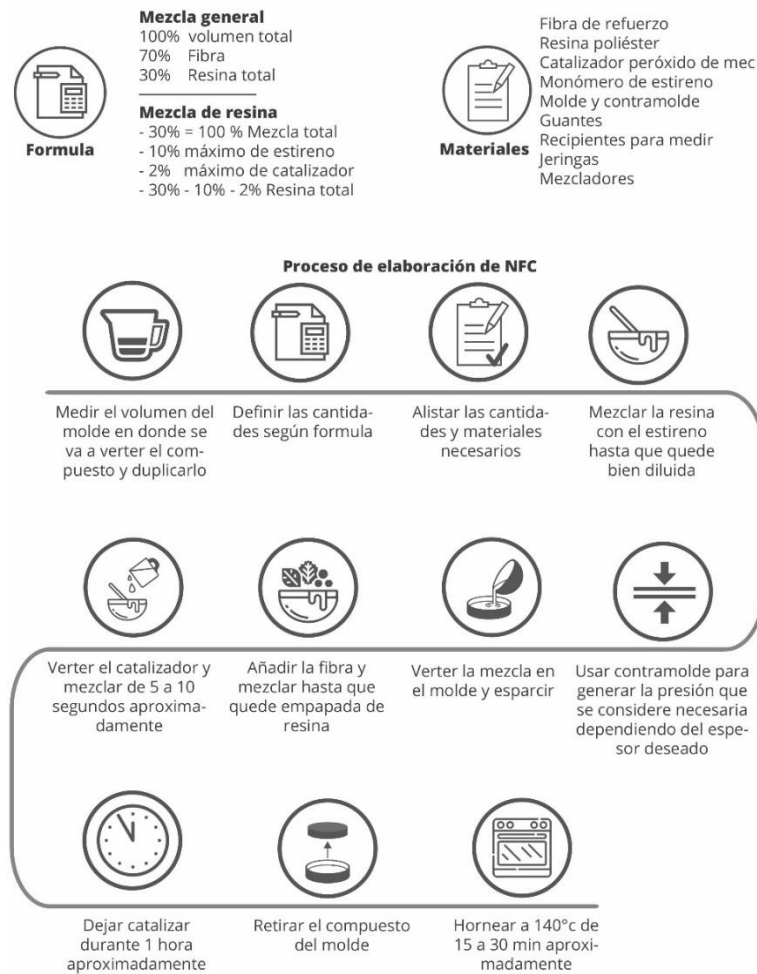 Formula
Mezcla general
100% volumen total
70% Fibra
30% Resina total
Mezcla de resina
- 30% = 100 % Mezcla total
- 10% máximo de estireno
- 2% máximo de catalizador
- 30% - 10% - 2% Resina total
Materiales
Fibra de refuerzo
Resina poliéster
Catalizador peróxido de mec
Monómero de estireno
Molde y contramolde
Guantes
Recipientes para medir
Jeringas
Mezcladores
Proceso de elaboración de NFC
Medir el volumen del
molde en donde se
va a verter el com-
puesto y duplicarlo
Definir las cantida-
des según formula
Alistar las cantida-
des y materiales
necesarios
Mezclar la resina
con el estireno
hasta que quede
bien diluida
Verter el catalizador y
mezclar de 5 a 10
segundos aproxima-
damente
Añadir la fibra y
mezclar hasta que
quede empapada de
resina
Verter la mezcla en
el molde y esparcir
Usar contramolde para
generar la presión que
se considere necesaria
dependiendo del espe-
sor deseado
Dejar catalizar
durante 1 hora
aproximadamente
Retirar el compuesto
del molde
Hornear a 140°c de
15 a 30 min aproxi-
madamente